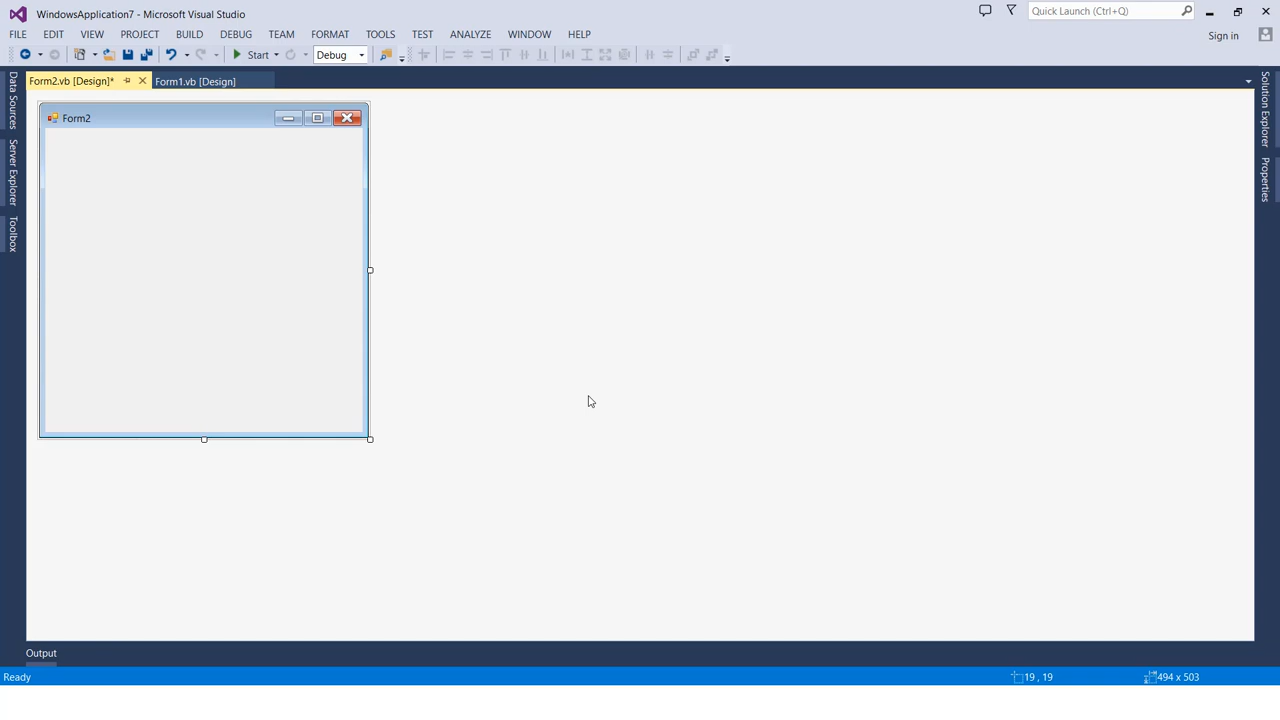 WindowsApplication7 - Microsoft Visual Studio
Quick Launch (Ctrl+Q)
FILE EDIT VIEW PROJECT BUILD DEBUG TEAM FORMAT TOOLS TEST ANALYZE WINDOW HELP
Sign in
Start Debug
Form2.vb [Design]* Form1.vb [Design]
Data Sources
Server Explorer
Toolbox
Form2
Solution Explorer
Properties
Output
Ready 19 , 19 494 x 503